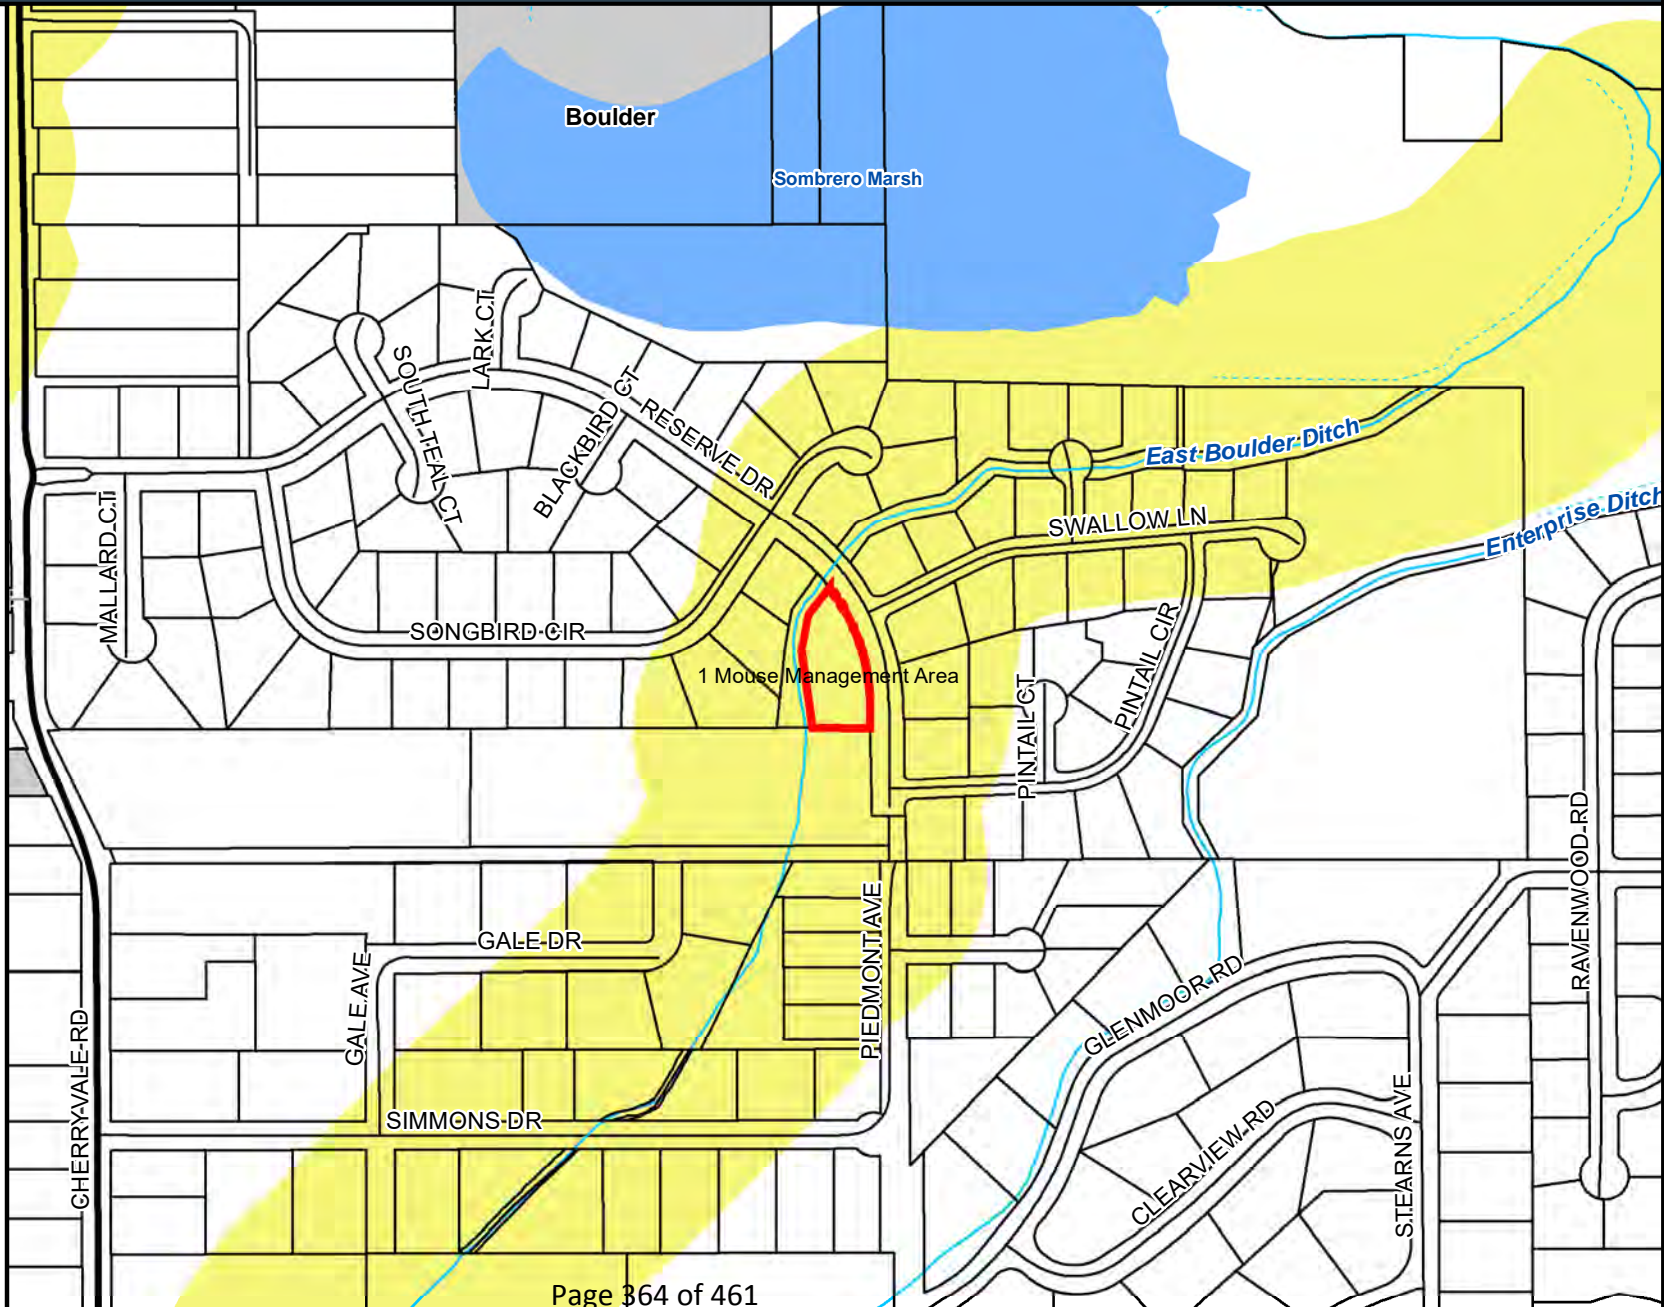 Boulder
Sombrero Marsh
LARK CT
SOUTH TEAL CT
BLACKBIRD CT
RESERVE DR
East Boulder Ditch
MALLARD CT
SWALLOW LN
Enterprise Ditch
SONGBIRD CIR
1 Mouse Management Area
PINTAIL CT
PINTAIL CIR
RAVENWOOD RD
GALE DR
GALE AVE
PIEDMONT AVE
GLENMOOR RD
CHERRYVALE RD
SIMMONS DR
CLEARVIEW RD
STEARNS AVE
Page 364 of 461